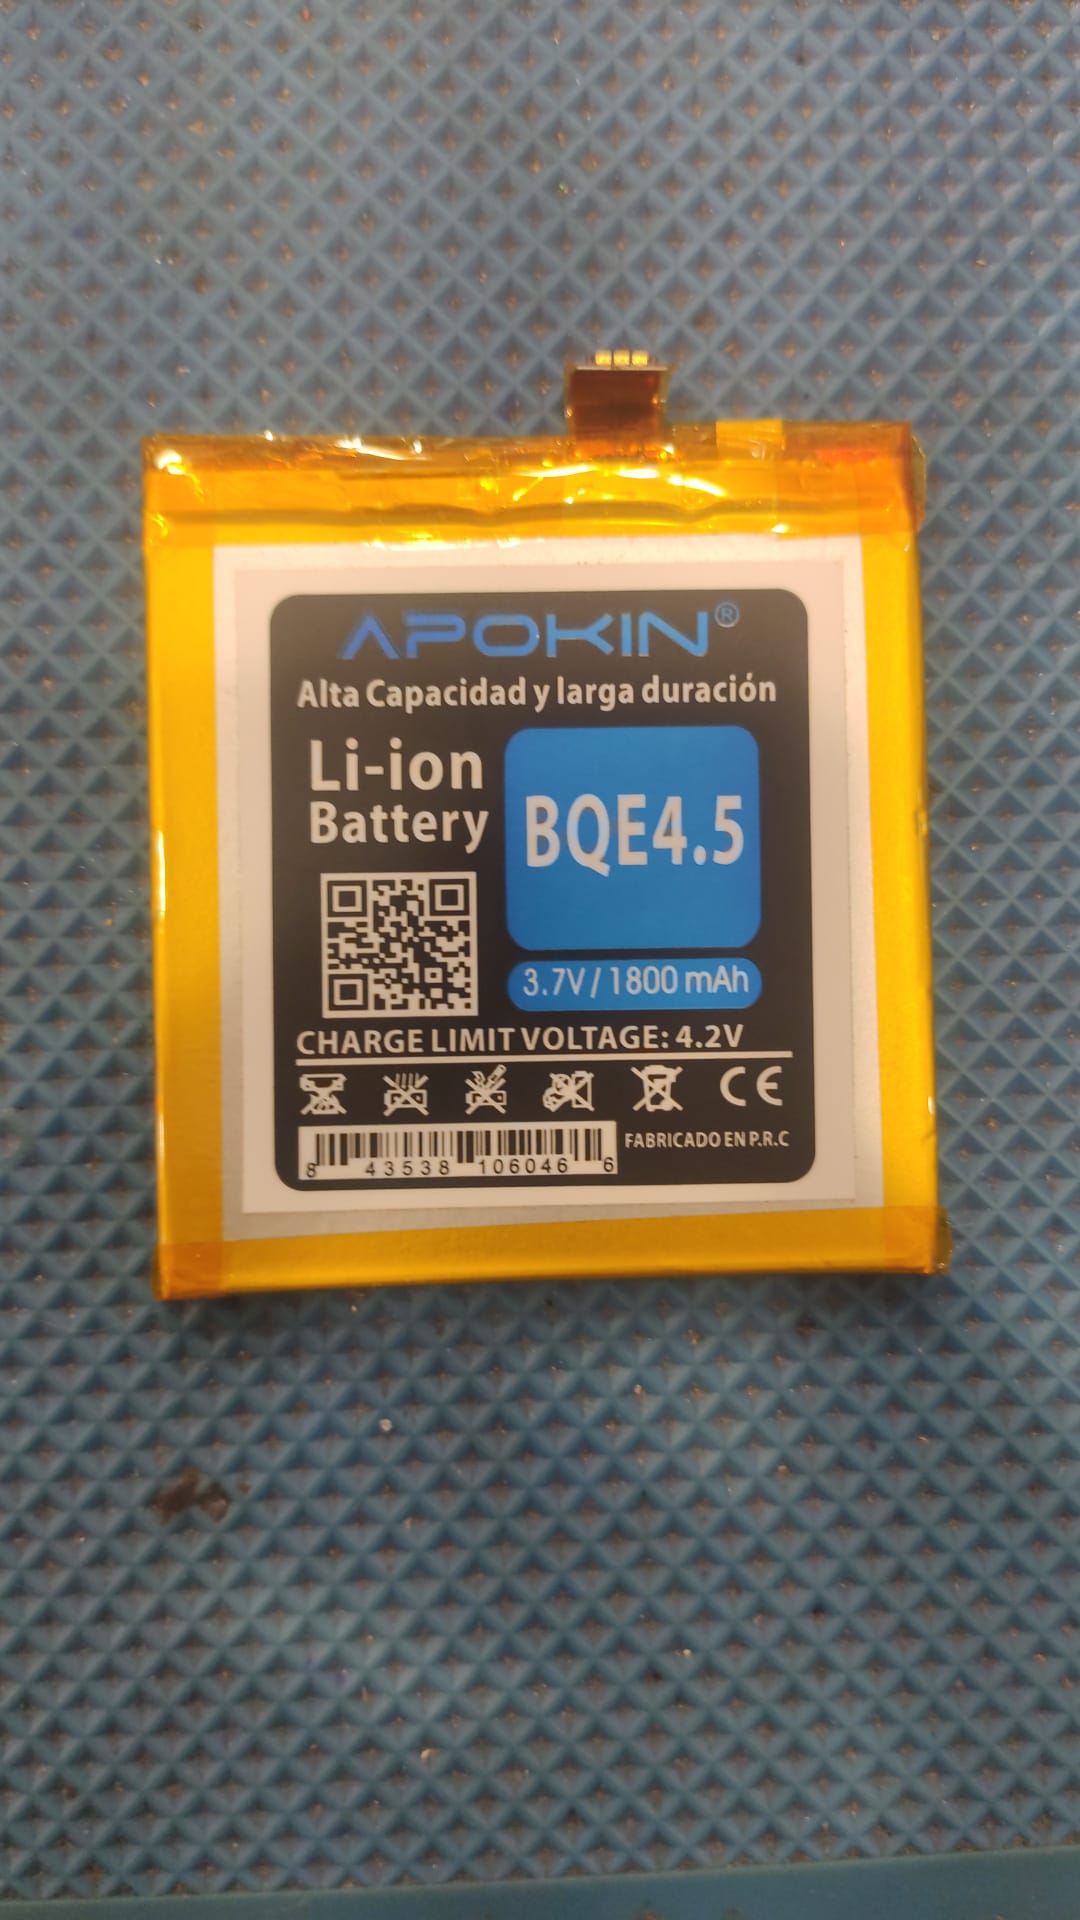 APOKIN®
Alta Capacidad y larga duración
Li-ion
Battery
BQE4.5
3.7V / 1800 mAh
CHARGE LIMIT VOLTAGE: 4.2V
CE
FABRICADO EN P.R.C
8 43538 106046 6